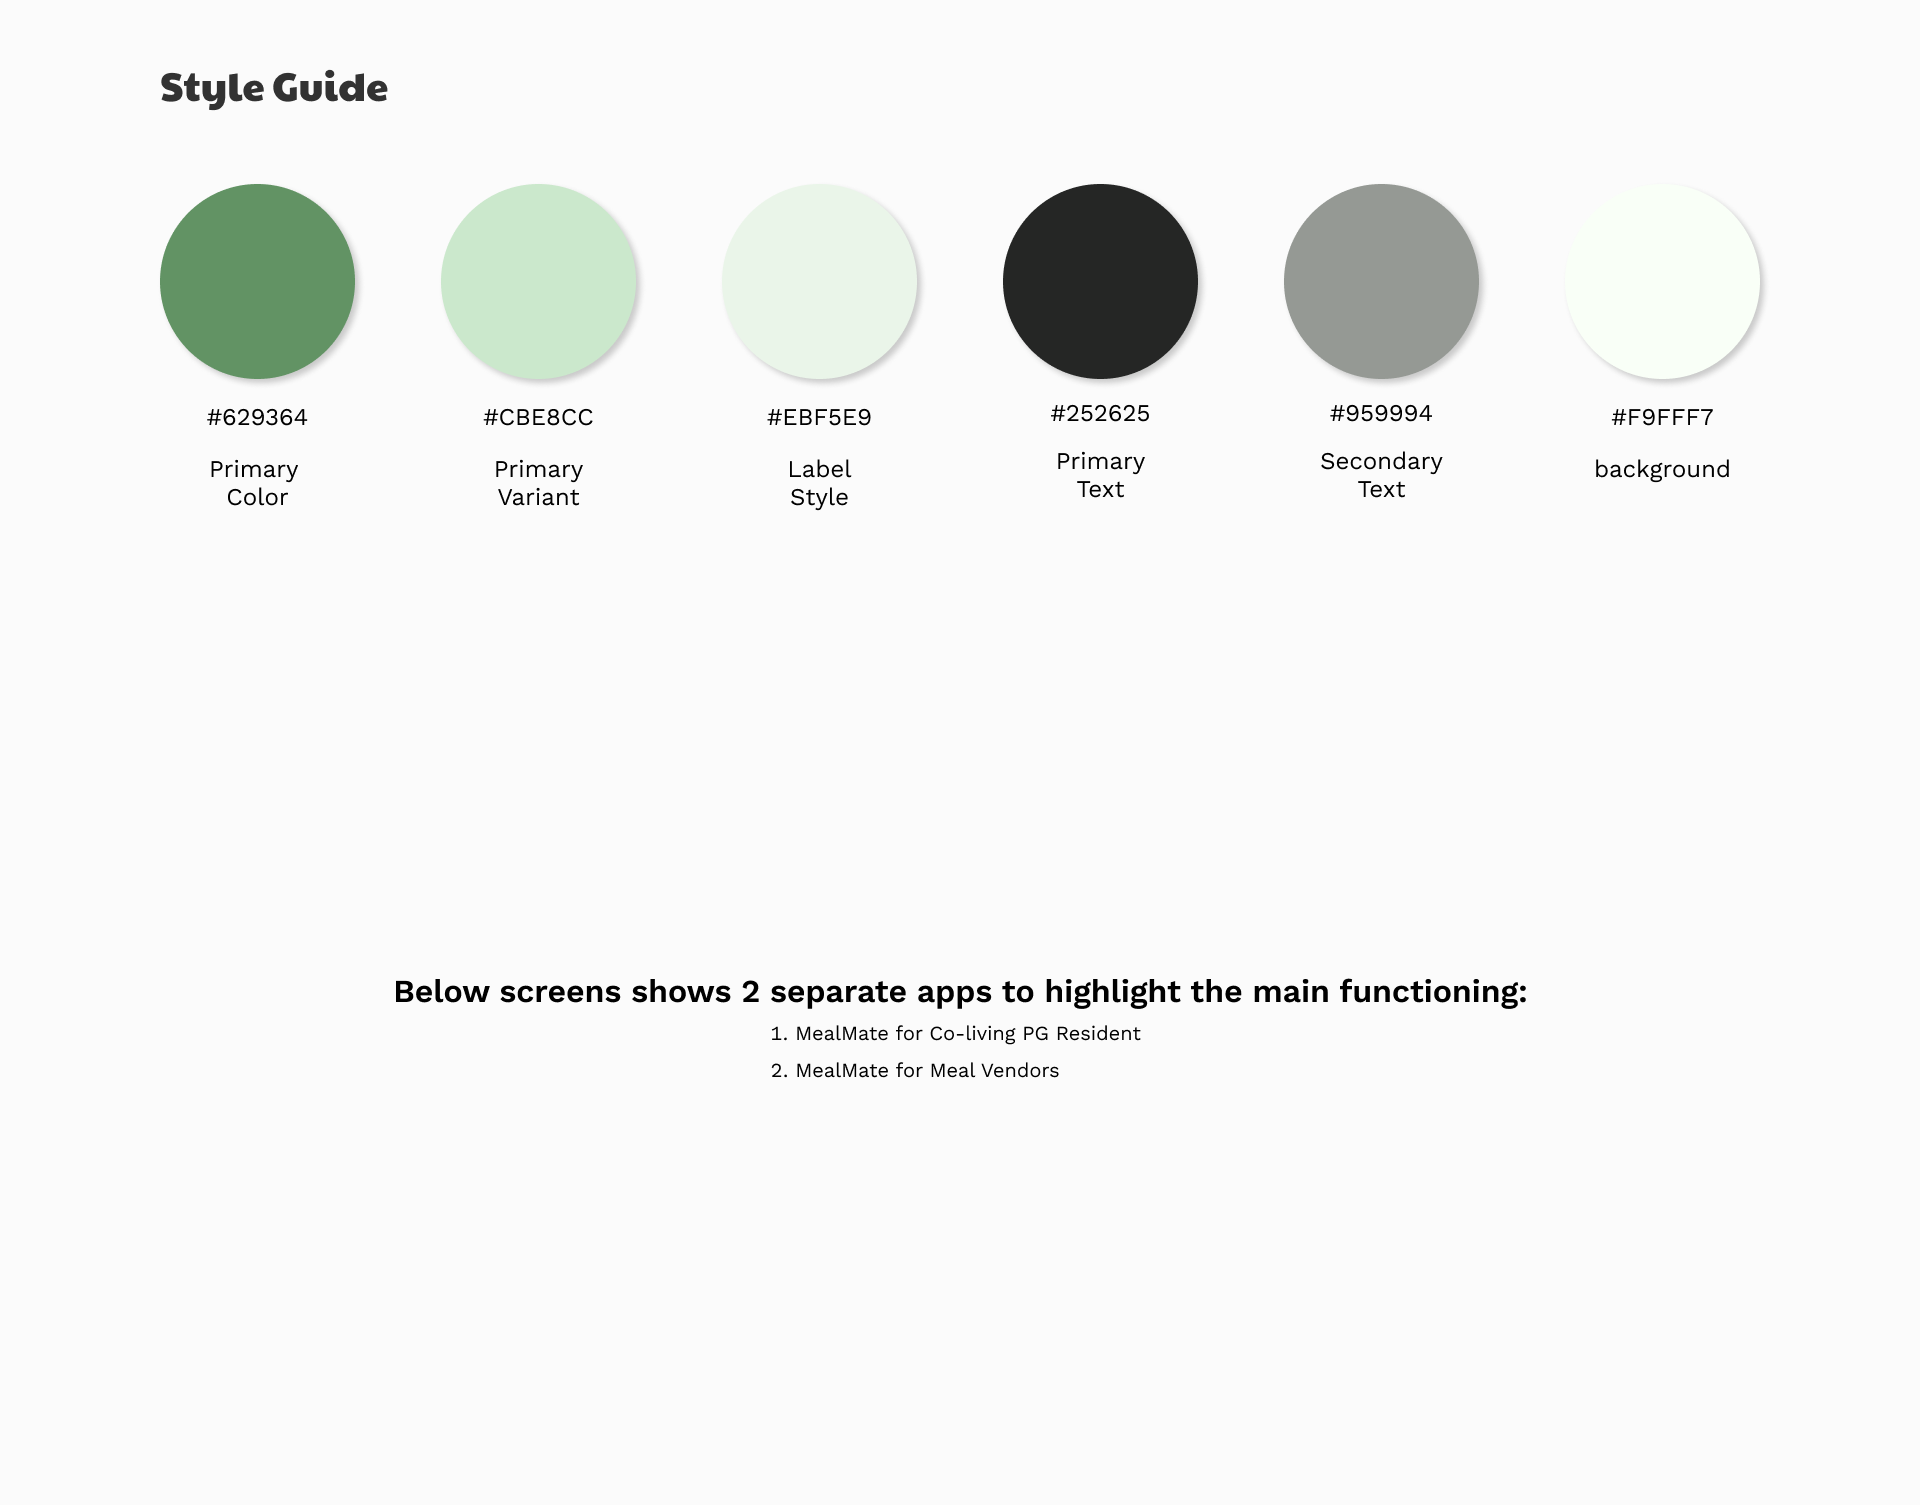 Style Guide
#629364
Primary
Color
#CBE8CC
Primary
Variant
#EBF5E9
Label
Style
#252625
Primary
Text
#959994
Secondary
Text
#F9FFF7
background
Below screens shows 2 separate apps to highlight the main functioning:
1. MealMate for Co-living PG Resident
2. MealMate for Meal Vendors